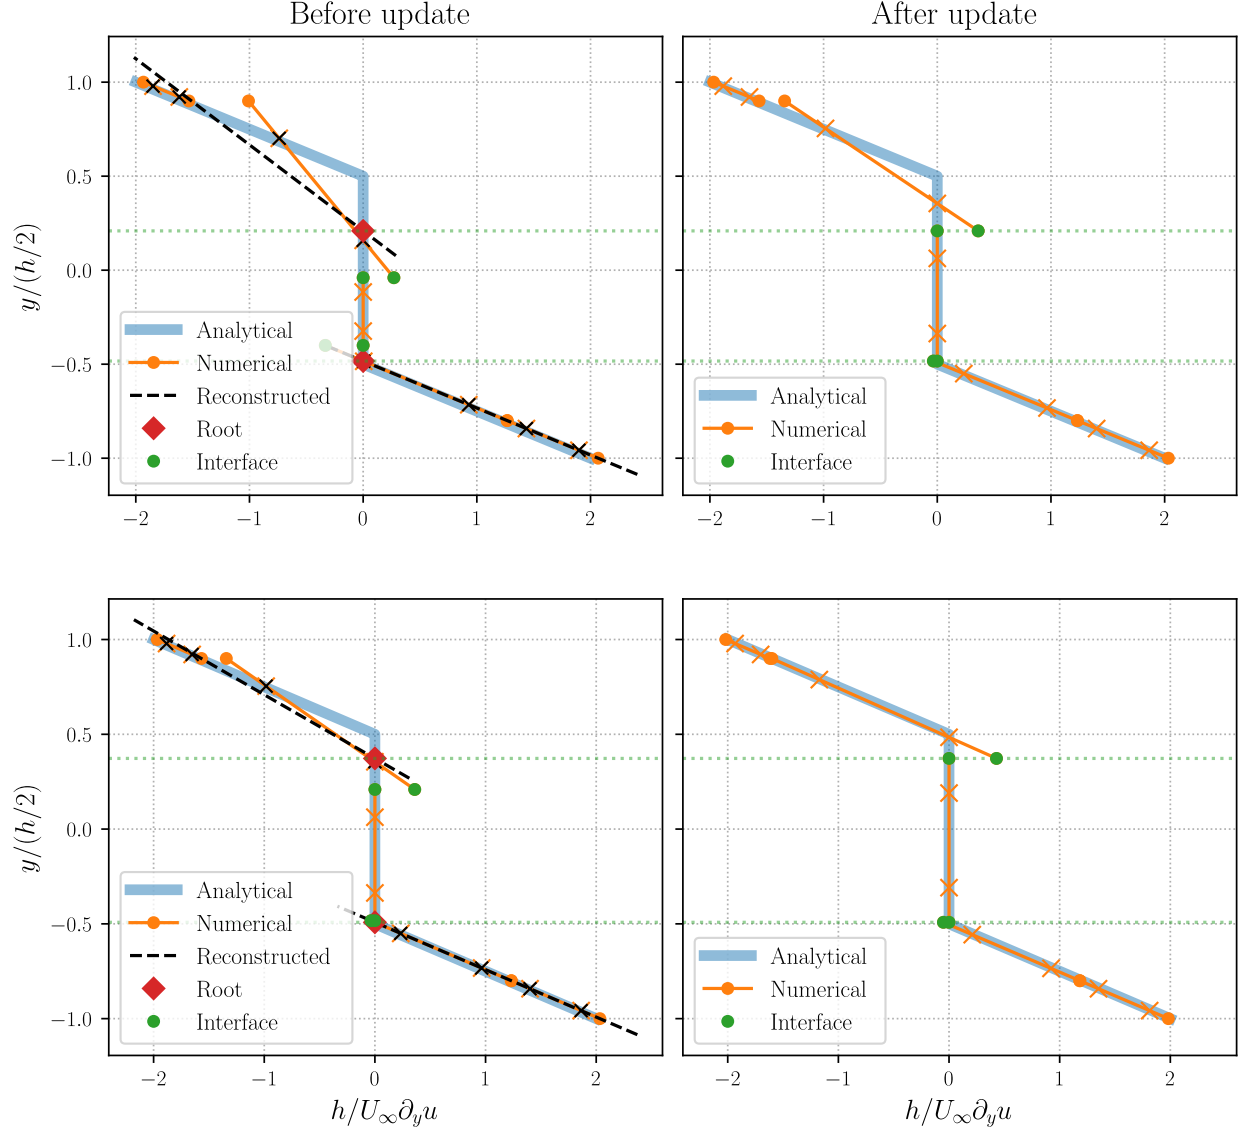 Before update
After update
1.0
0.5
0.0
−0.5
−1.0
y/(h/2)
Analytical
Numerical
Reconstructed
Root
Interface
Analytical
Numerical
Interface
−2 −1 0 1 2
−2 −1 0 1 2
1.0
0.5
0.0
−0.5
−1.0
y/(h/2)
Analytical
Numerical
Reconstructed
Root
Interface
Analytical
Numerical
Interface
−2 −1 0 1 2
−2 −1 0 1 2
h/U∞∂yu
h/U∞∂yu